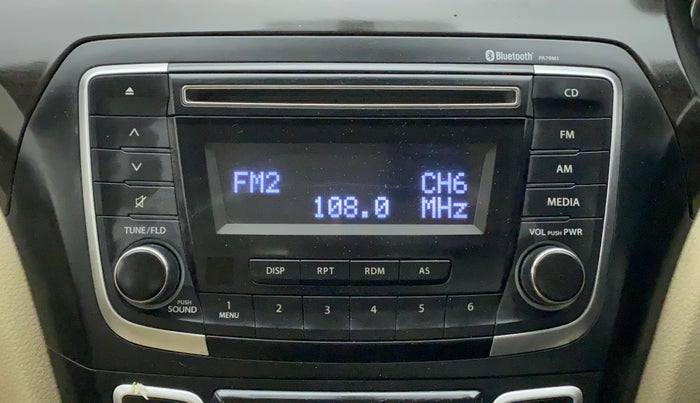 Bluetooth® PA79M1
CD
FM
AM
MEDIA
FM2 CH6
108.0 MHz
TUNE/FLD
VOL PUSH PWR
DISP RPT RDM AS
PUSH SOUND
1 MENU 2 3 4 5 6